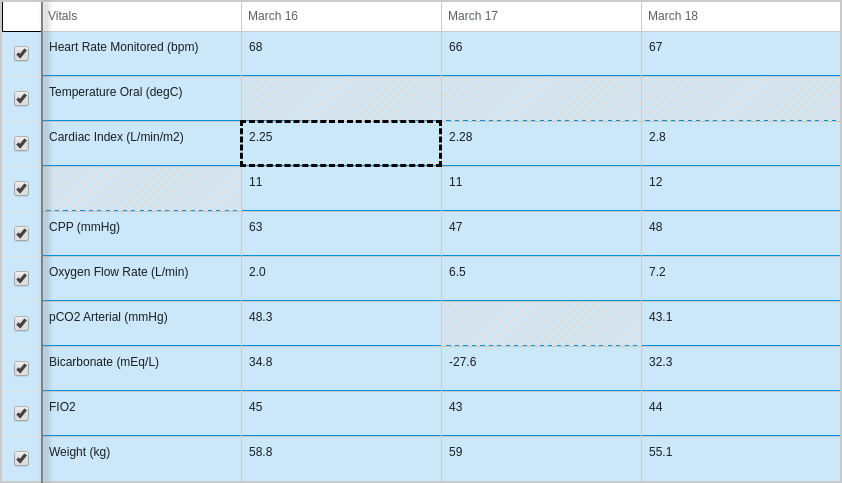 Vitals March 16 March 17 March 18
Heart Rate Monitored (bpm) 68 66 67
Temperature Oral (degC)
Cardiac Index (L/min/m2) 2.25 2.28 2.8
11 11 12
CPP (mmHg) 63 47 48
Oxygen Flow Rate (L/min) 2.0 6.5 7.2
pCO2 Arterial (mmHg) 48.3 43.1
Bicarbonate (mEq/L) 34.8 -27.6 32.3
FIO2 45 43 44
Weight (kg) 58.8 59 55.1